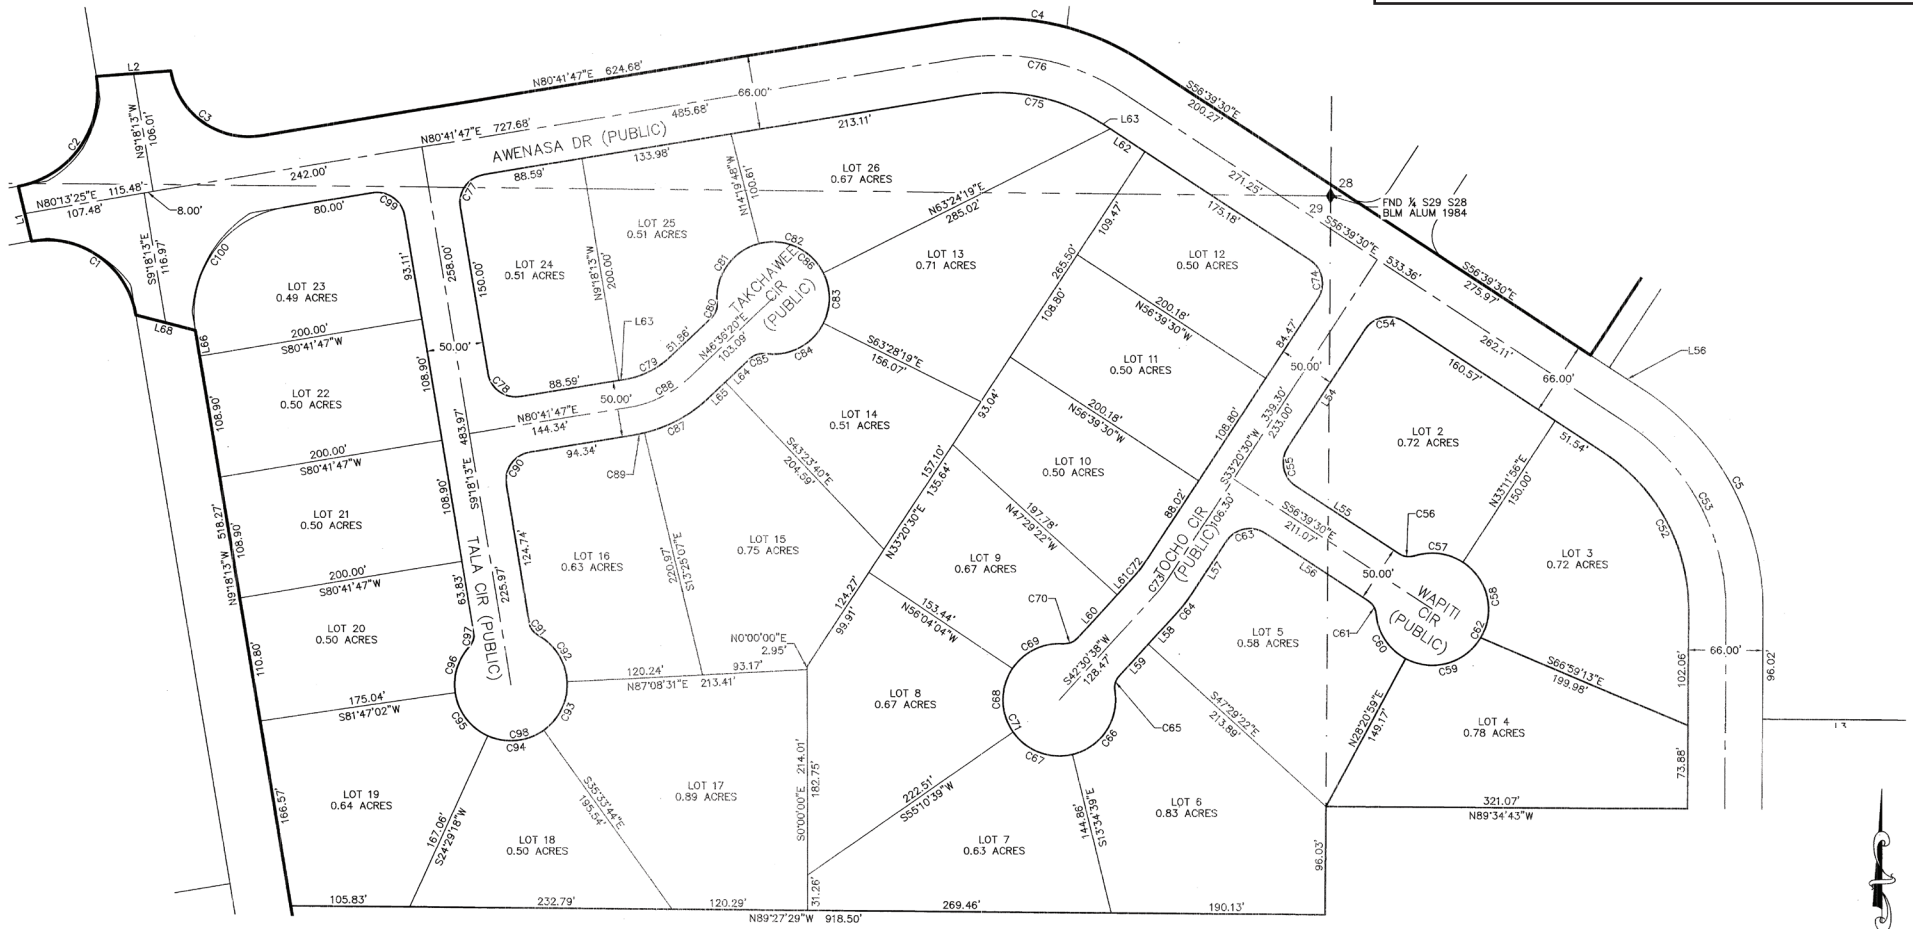 C4
L2
N80°41'47"E 624.68'
C76
S56°39'30"E
200.27'
C3
66.00'
C75
N9°18'13"W
106.01'
485.68'
C2
N80°41'47"E 727.68'
213.11'
L63
AWENASA DR (PUBLIC)
L62
133.98'
242.00'
88.59'
C77
N14°19'48"W
100.61'
LOT 26
0.67 ACRES
271.25'
28
29
FND ¼ S29 S28
BLM ALUM 1984
N80°13'25"E 115.48'
107.48'
8.00'
L1
80.00'
C99
N63°24'19"E
285.02'
175.18'
109.47'
S56°39'30"E
533.36'
S56°39'30"E
275.97'
LOT 25
0.51 ACRES
C82
C86
C81
C100
S9°18'13"E
116.97'
C1
93.11'
258.00'
150.00'
LOT 24
0.51 ACRES
N9°18'13"W
200.00'
TAKCHAWEE
CIR
(PUBLIC)
LOT 13
0.71 ACRES
265.50'
LOT 12
0.50 ACRES
C74
LOT 23
0.49 ACRES
C80
C83
108.80'
200.18'
N56°39'30"W
L68
L66
L63
51.86'
N46°36'20"E
103.09'
C84
C85
S63°28'19"E
156.07'
84.47'
C54
262.11'
L56
200.00'
S80°41'47"W
50.00'
C79
LOT 11
0.50 ACRES
50.00'
160.57'
66.00'
108.90'
C78
88.59'
C88
L64
L65
50.00'
LOT 22
0.50 ACRES
108.90'
N80°41'47"E
144.34'
C87
LOT 14
0.51 ACRES
93.04'
200.18'
N56°39'30"W
108.80'
339.30'
233.00'
L54
LOT 2
0.72 ACRES
51.54'
200.00'
S80°41'47"W
483.97'
S9°18'13"E
94.34'
C90
C89
S43°23'40"E
204.59'
157.10'
135.64'
LOT 10
0.50 ACRES
S33°20'30"W
106.30'
C55
N33°11'56"E
150.00'
C5
C53
C52
LOT 21
0.50 ACRES
108.90'
124.74'
N33°20'30"E
197.78'
N47°29'22"W
88.02'
L55
C56
S56°39'30"E
211.07'
N9°18'13"W 518.27'
108.90'
TALA CIR (PUBLIC)
LOT 16
0.63 ACRES
S13°25'07"E
220.97'
LOT 15
0.75 ACRES
LOT 9
0.67 ACRES
TOCHO CIR
(PUBLIC)
C63
C57
LOT 3
0.72 ACRES
200.00'
S80°41'47"W
63.83'
225.97'
124.27'
99.91'
L61
C72
C73
L57
L56
50.00'
WAPITI
CIR
(PUBLIC)
C58
LOT 20
0.50 ACRES
C97
C91
C92
N0°00'00"E
2.95'
153.44'
N56°04'04"W
C70
L60
C64
LOT 5
0.58 ACRES
C61
C60
C62
110.80'
C96
C69
L58
L59
66.00'
120.24'
93.17'
N87°08'31"E 213.41'
S42°30'38"W
128.47'
C59
S66°59'13"E
199.98'
102.06'
96.02'
175.04'
S81°47'02"W
C95
C93
C98
C94
LOT 8
0.67 ACRES
C68
C71
C67
C66
C65
S47°29'22"E
213.89'
N28°20'59"E
149.17'
LOT 4
0.78 ACRES
73.88'
13
LOT 19
0.64 ACRES
166.57'
167.06'
S24°29'18"W
LOT 18
0.50 ACRES
S35°33'44"E
195.54'
LOT 17
0.89 ACRES
S0°00'00"E 214.01'
182.75'
222.51'
S55°10'39"W
LOT 7
0.63 ACRES
144.86'
S13°34'39"E
LOT 6
0.83 ACRES
321.07'
N89°34'43"W
96.03'
31.26'
105.83'
232.79'
120.29'
269.46'
190.13'
N89°27'29"W 918.50'